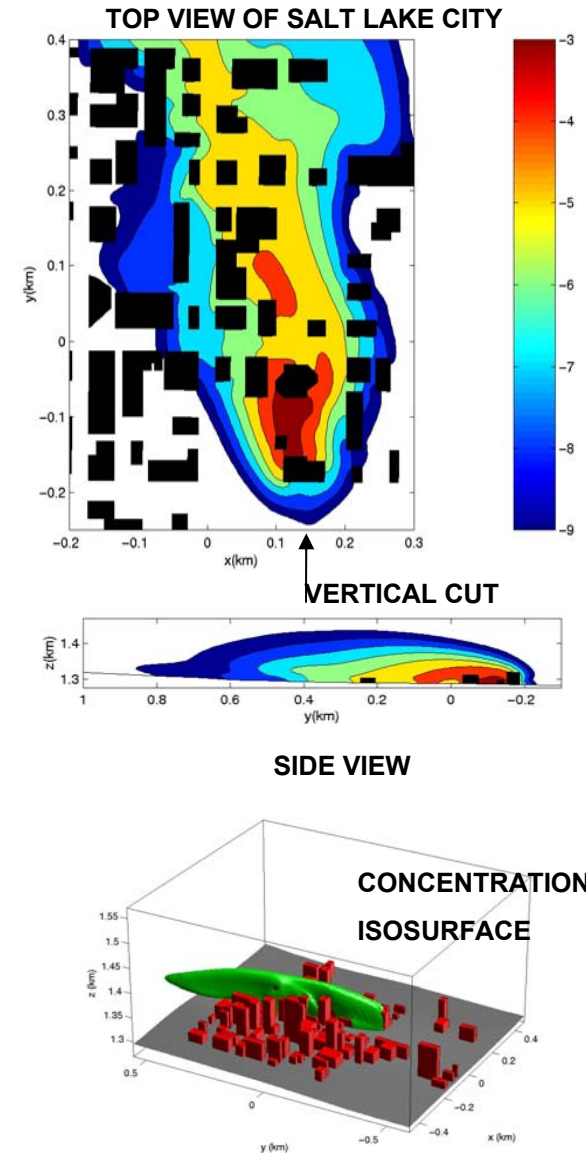 TOP VIEW OF SALT LAKE CITY
0.4
0.3
0.2
0.1
0
−0.1
−0.2
y(km)
−0.2 −0.1 0 0.1 0.2 0.3
x(km)
−3
−4
−5
−6
−7
−8
−9
VERTICAL CUT
1.4
1.3
z(km)
1 0.8 0.6 0.4 0.2 0 −0.2
y(km)
SIDE VIEW
CONCENTRATION
ISOSURFACE
1.55
1.5
1.45
1.4
1.35
1.3
z (km)
0.5 0 −0.5
y (km)
0.4
0.2
0
−0.2
−0.4
x (km)